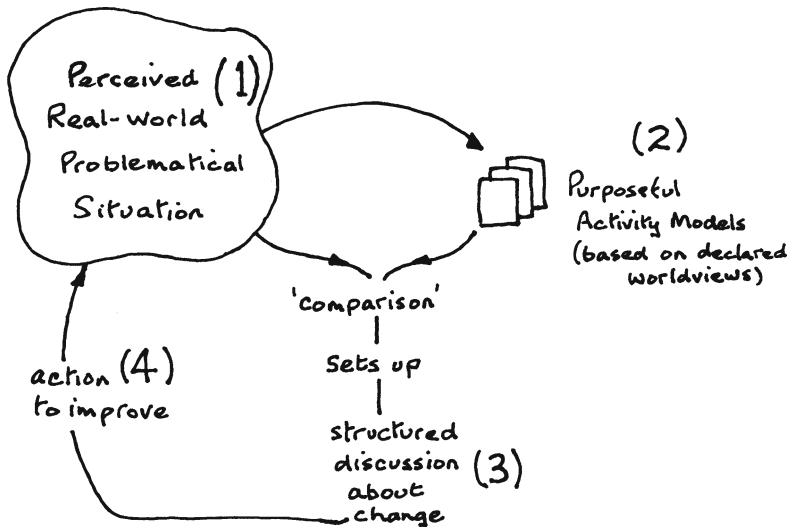 Perceived (1)
Real-world
Problematical
Situation
(2)
Purposeful
Activity Models
(based on declared
worldviews)
'comparison'
Sets up
structured
discussion (3)
about
change
action (4)
to improve